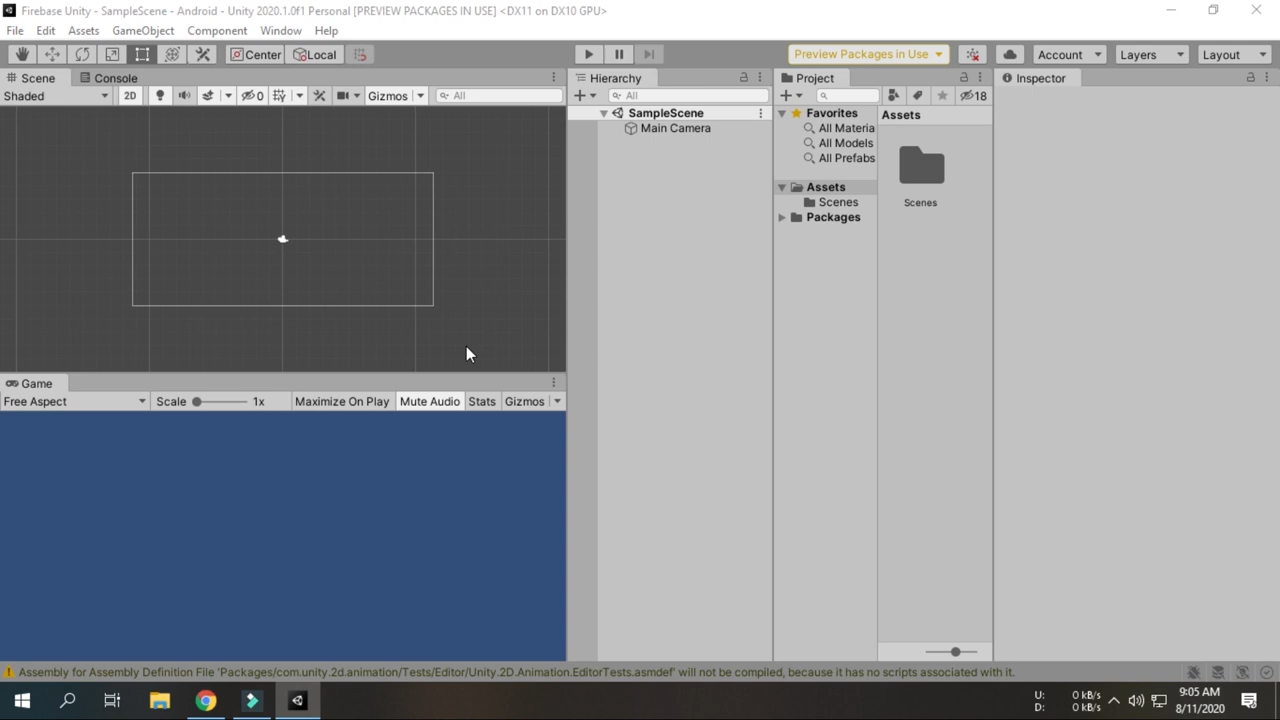 Firebase Unity - SampleScene - Android - Unity 2020.1.0f1 Personal [PREVIEW PACKAGES IN USE] <DX11 on DX10 GPU>
File Edit Assets GameObject Component Window Help
Center Local Preview Packages in Use Account Layers Layout
Scene Console
Shaded 2D 0 Gizmos All
Hierarchy
All
SampleScene
Main Camera
Project
18
Favorites
All Materia
All Models
All Prefabs
Assets
Scenes
Packages
Assets
Scenes
Inspector
Game
Free Aspect Scale 1x Maximize On Play Mute Audio Stats Gizmos
Assembly for Assembly Definition File 'Packages/com.unity.2d.animation/Tests/Editor/Unity.2D.Animation.EditorTests.asmdef' will not be compiled, because it has no scripts associated with it.
U: 0 kB/s
D: 0 kB/s
9:05 AM
8/11/2020